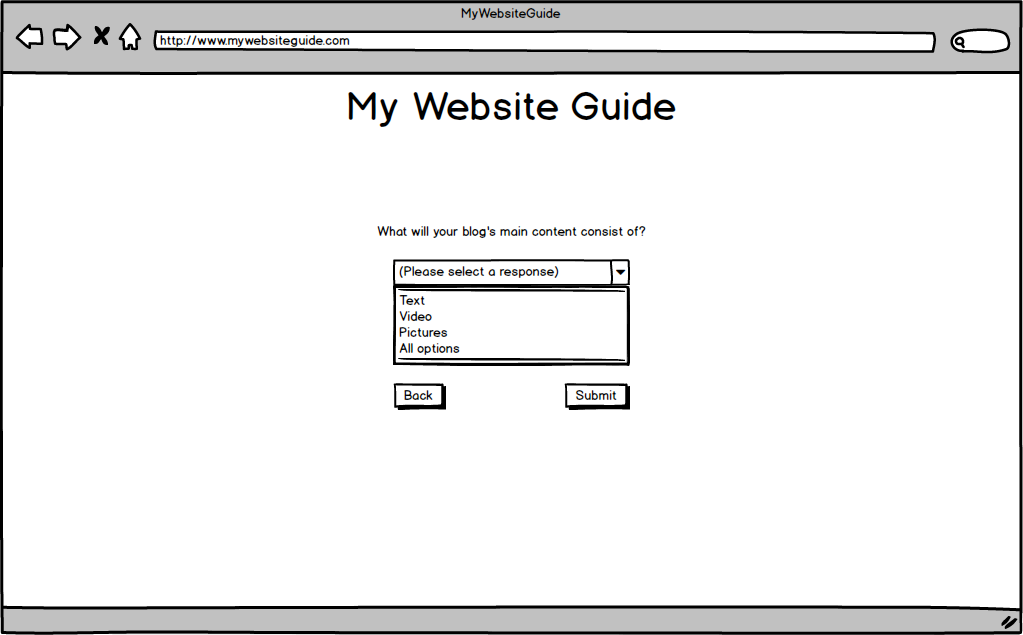 MyWebsiteGuide
http://www.mywebsiteguide.com
My Website Guide
What will your blog's main content consist of?
(Please select a response)
Text
Video
Pictures
All options
Back Submit